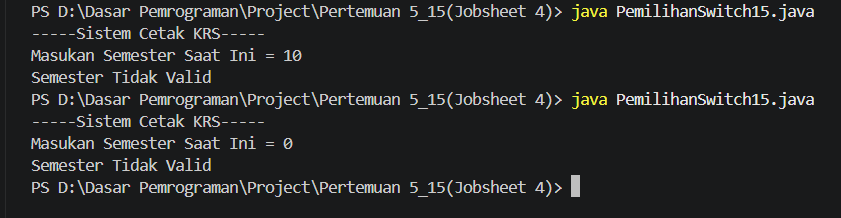 PS D:\Dasar Pemrograman\Project\Pertemuan 5_15(Jobsheet 4)> java PemilihanSwitch15.java
-----Sistem Cetak KRS-----
Masukan Semester Saat Ini = 10
Semester Tidak Valid
PS D:\Dasar Pemrograman\Project\Pertemuan 5_15(Jobsheet 4)> java PemilihanSwitch15.java
-----Sistem Cetak KRS-----
Masukan Semester Saat Ini = 0
Semester Tidak Valid
PS D:\Dasar Pemrograman\Project\Pertemuan 5_15(Jobsheet 4)>